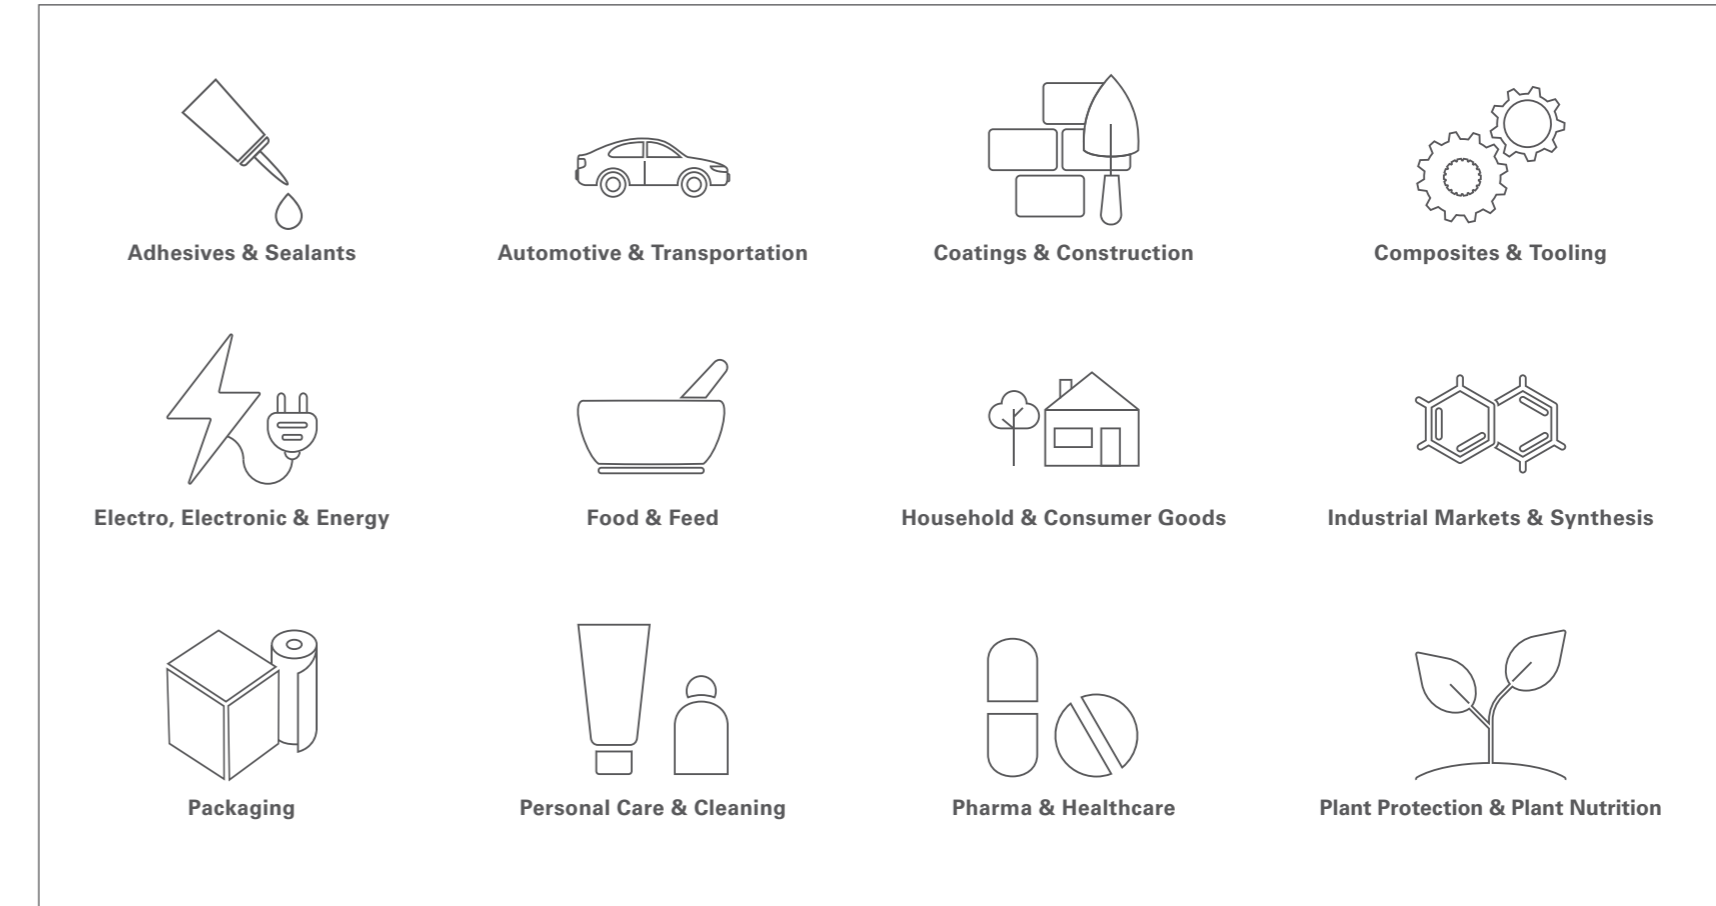 Adhesives & Sealants
Automotive & Transportation
Coatings & Construction
Composites & Tooling
Electro, Electronic & Energy
Food & Feed
Household & Consumer Goods
Industrial Markets & Synthesis
Packaging
Personal Care & Cleaning
Pharma & Healthcare
Plant Protection & Plant Nutrition